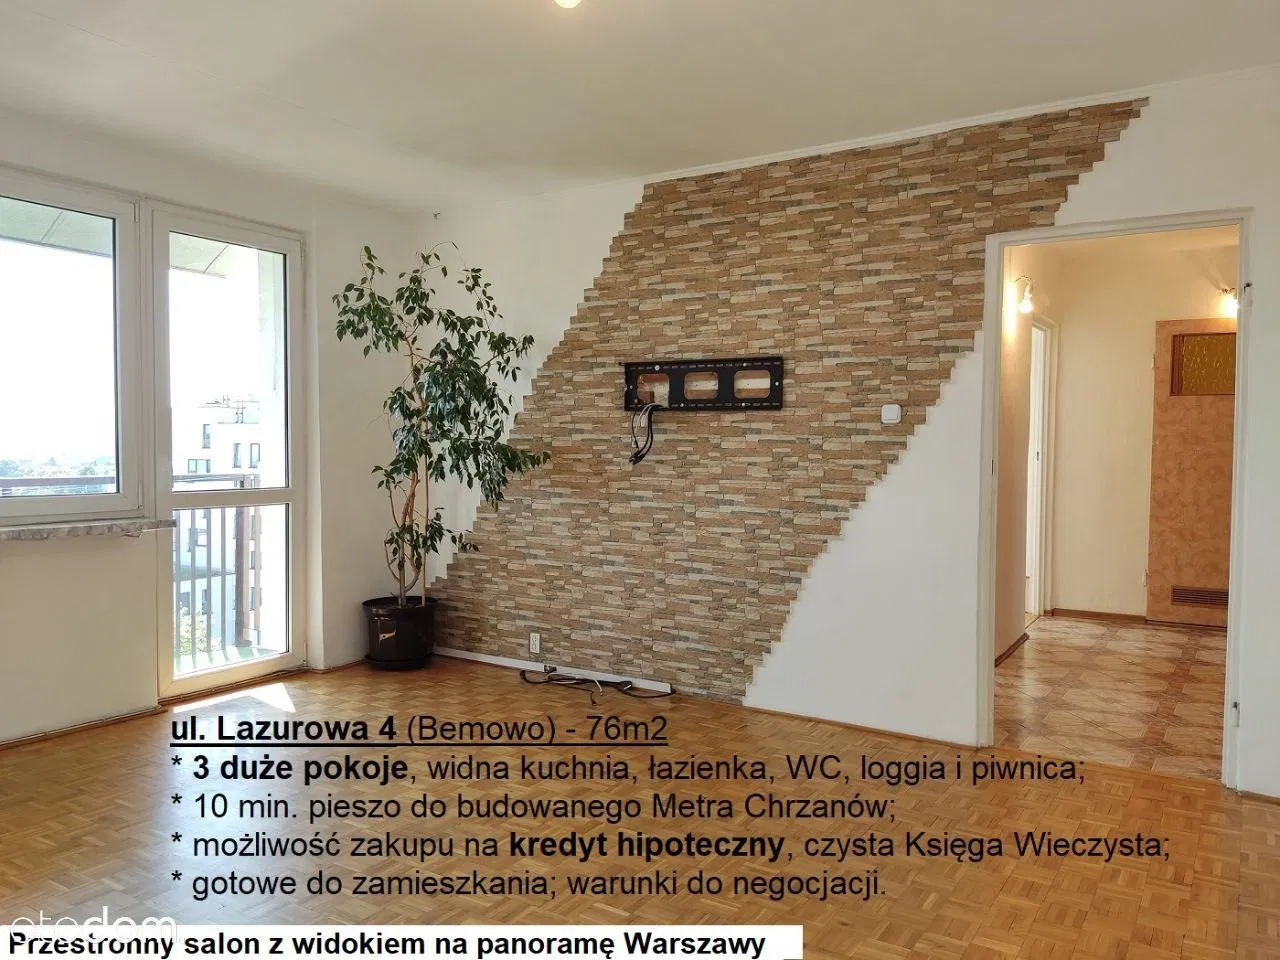 ul. Lazurowa 4 (Bemowo) - 76m2
* 3 duże pokoje, widna kuchnia, łazienka, WC, loggia i piwnica;
* 10 min. pieszo do budowanego Metra Chrzanów;
* możliwość zakupu na kredyt hipoteczny, czysta Księga Wieczysta;
* gotowe do zamieszkania; warunki do negocjacji.
otodom
Przestronny salon z widokiem na panoramę Warszawy